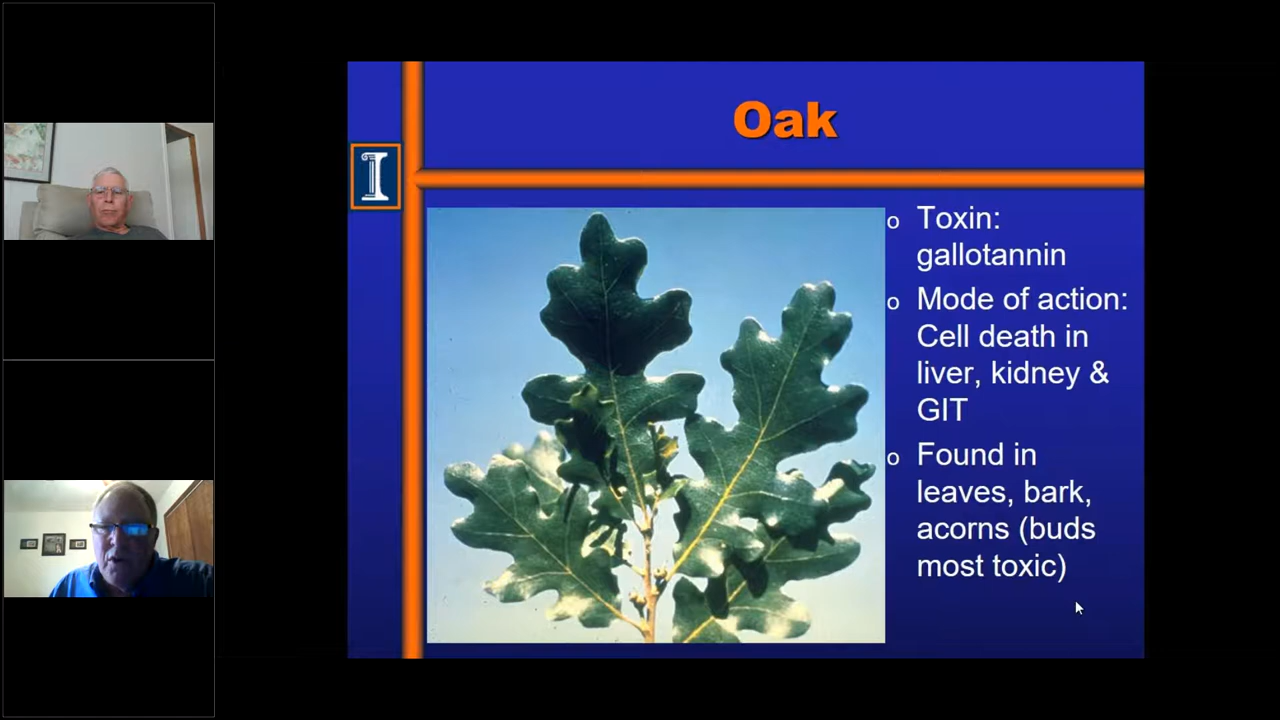 Oak
I
o Toxin:
gallotannin
o Mode of action:
Cell death in
liver, kidney &
GIT
o Found in
leaves, bark,
acorns (buds
most toxic)